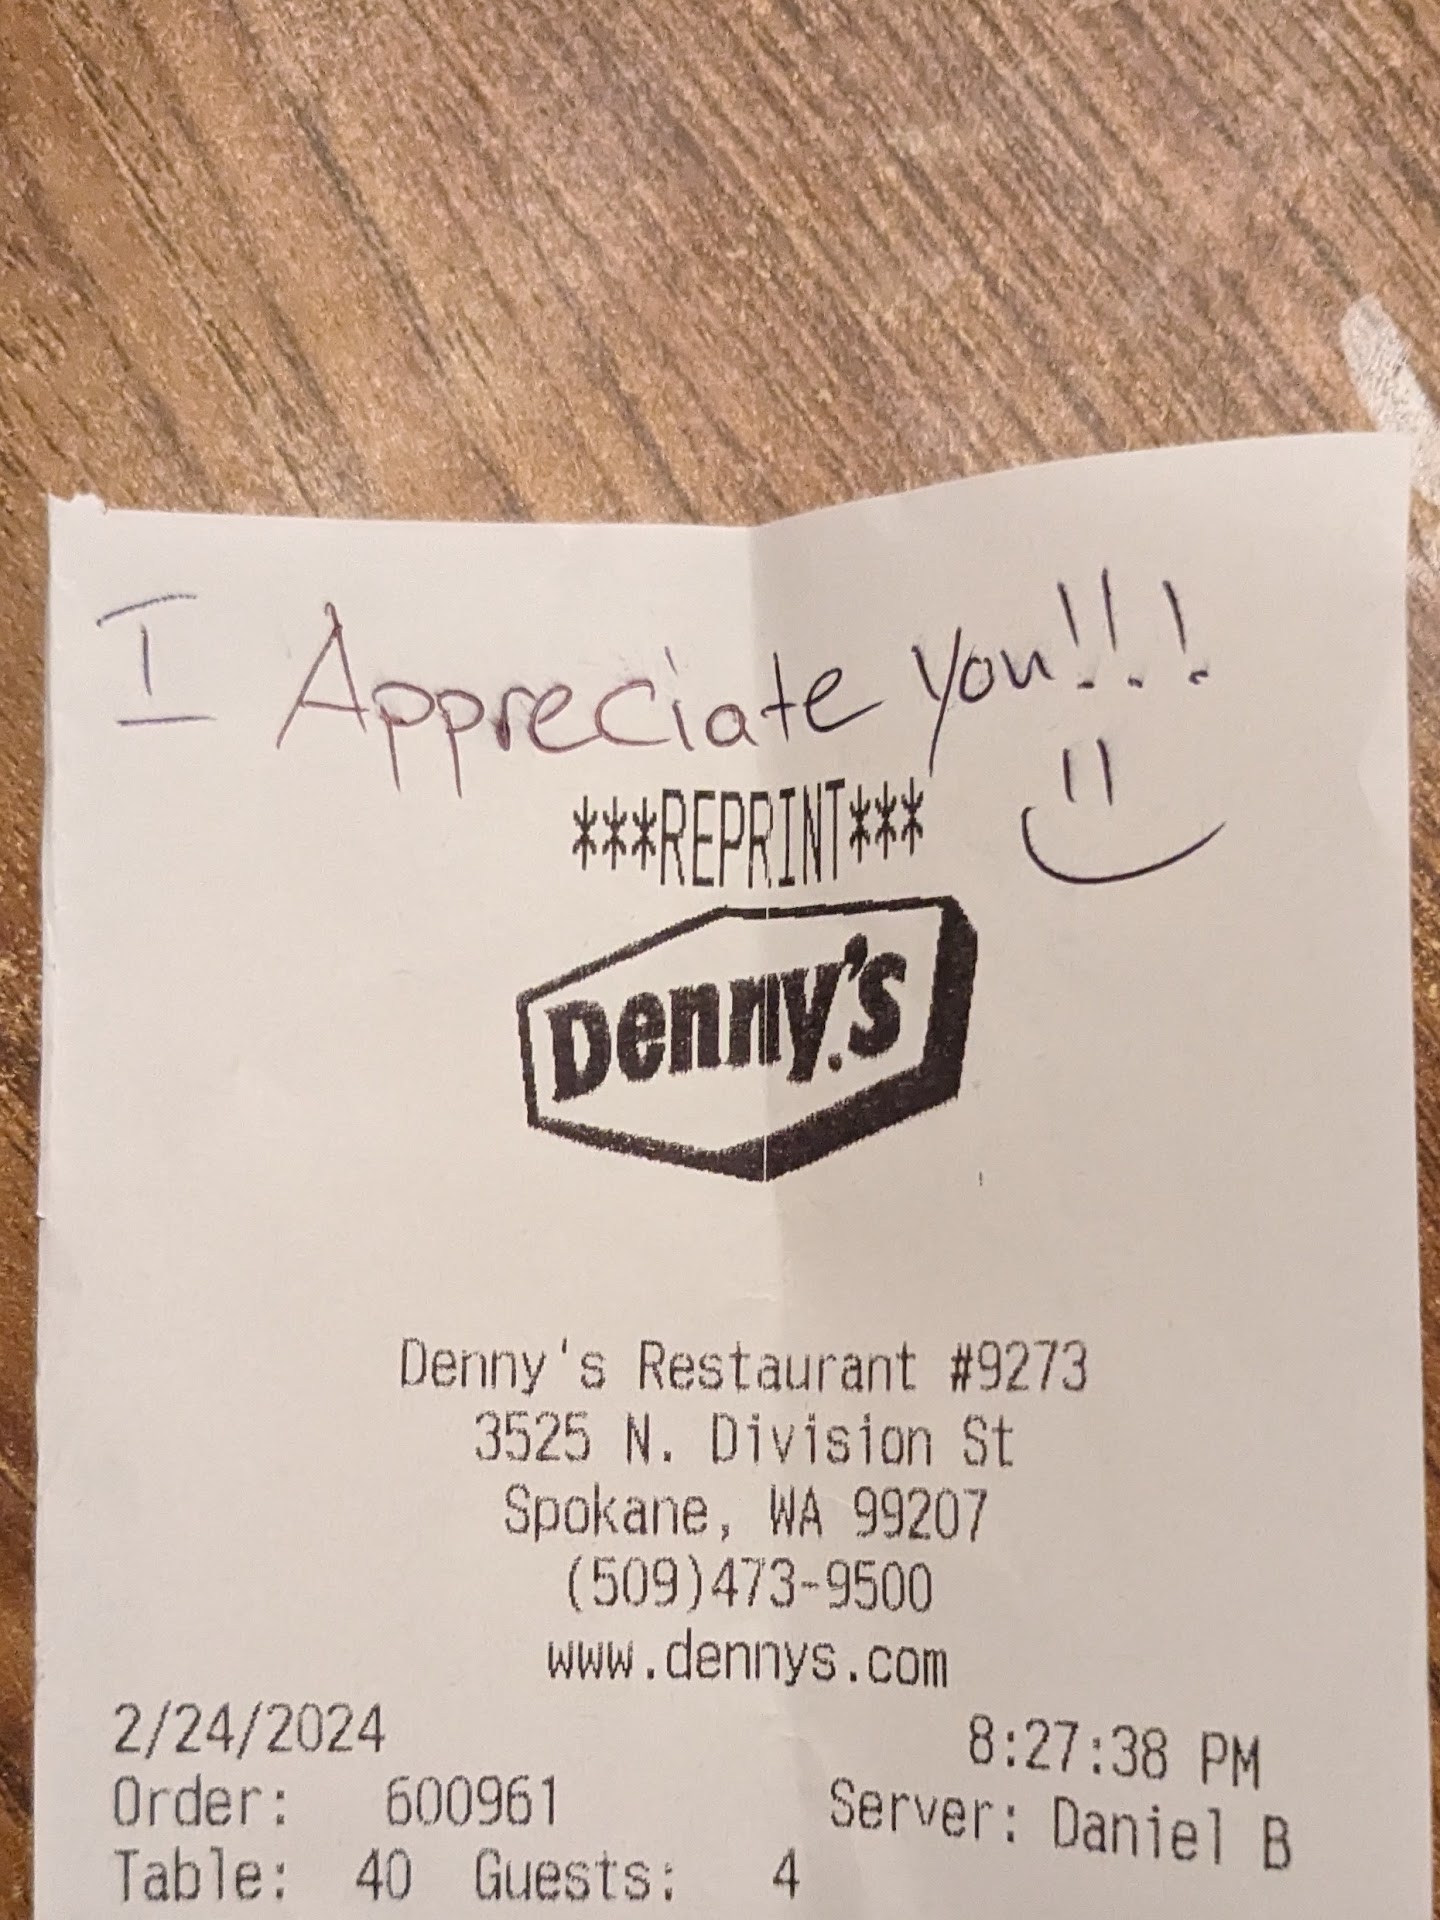 I Appreciate you!!!
***REPRINT***
Denny's
Denny's Restaurant #9273
3525 N. Division St
Spokane, WA 99207
(509)473-9500
www.dennys.com
2/24/2024 8:27:38 PM
Order: 600961 Server: Daniel B
Table: 40 Guests: 4